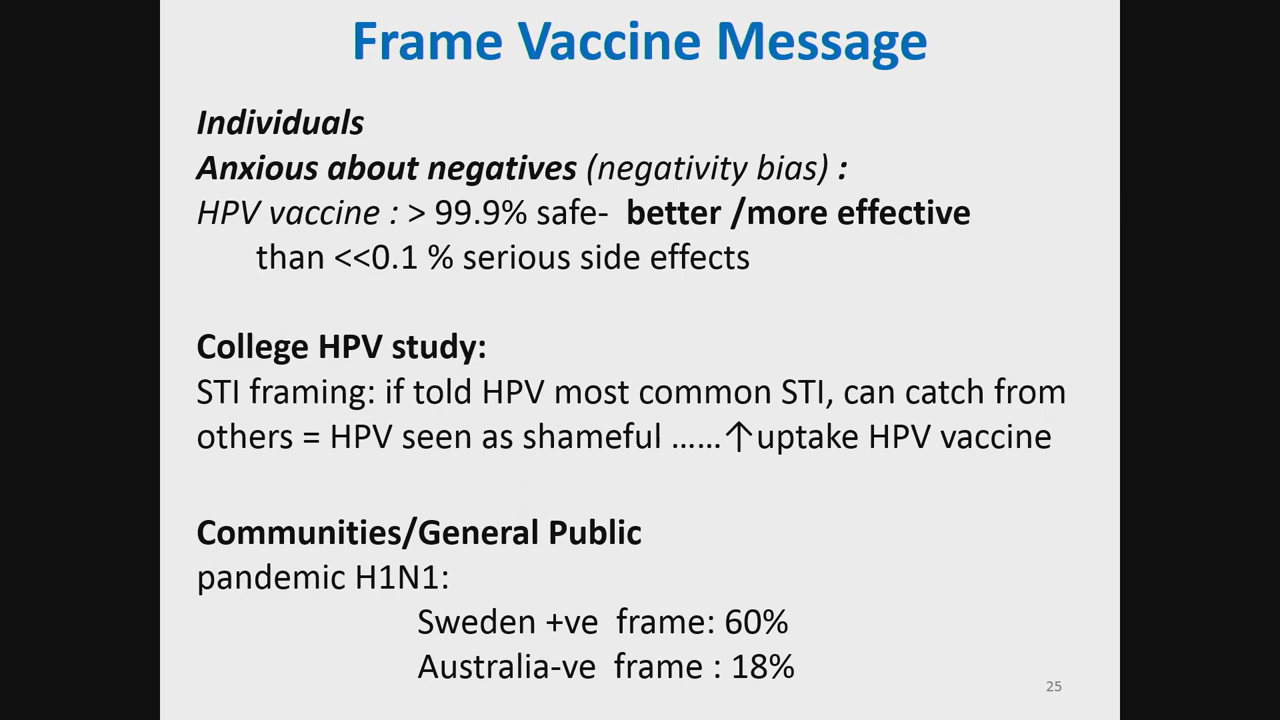 Frame Vaccine Message
Individuals
Anxious about negatives (negativity bias) :
HPV vaccine : > 99.9% safe- better /more effective
than <<0.1 % serious side effects
College HPV study:
STI framing: if told HPV most common STI, can catch from
others = HPV seen as shameful ……↑uptake HPV vaccine
Communities/General Public
pandemic H1N1:
Sweden +ve frame: 60%
Australia-ve frame : 18%
25